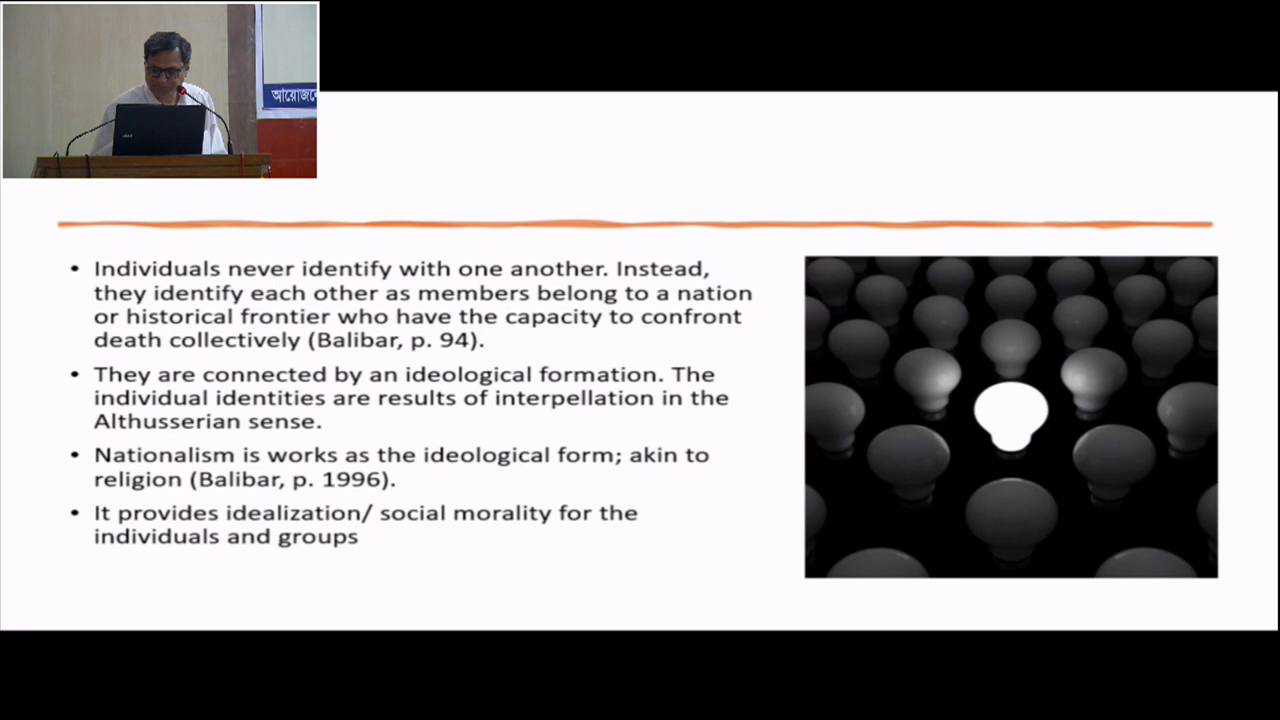 আয়োজনে
• Individuals never identify with one another. Instead,
they identify each other as members belong to a nation
or historical frontier who have the capacity to confront
death collectively (Balibar, p. 94).
• They are connected by an ideological formation. The
individual identities are results of interpellation in the
Althusserian sense.
• Nationalism is works as the ideological form; akin to
religion (Balibar, p. 1996).
• It provides idealization/ social morality for the
individuals and groups